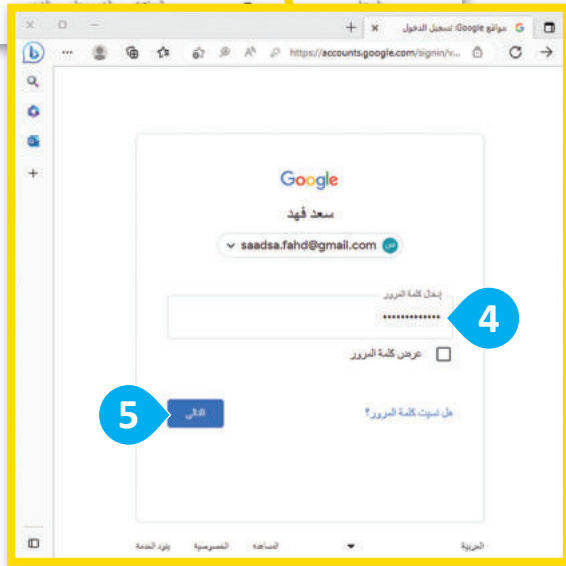 مواقع Google: تسجيل الدخول
https://accounts.google.com/signin/v...
Google
سعد فهد
saadsa.fahd@gmail.com
إدخال كلمة المرور
•••••••••••••
4
عرض كلمة المرور
هل نسيت كلمة المرور؟
التالي
5
العربية
المساعدة
الخصوصية
بنود الخدمة